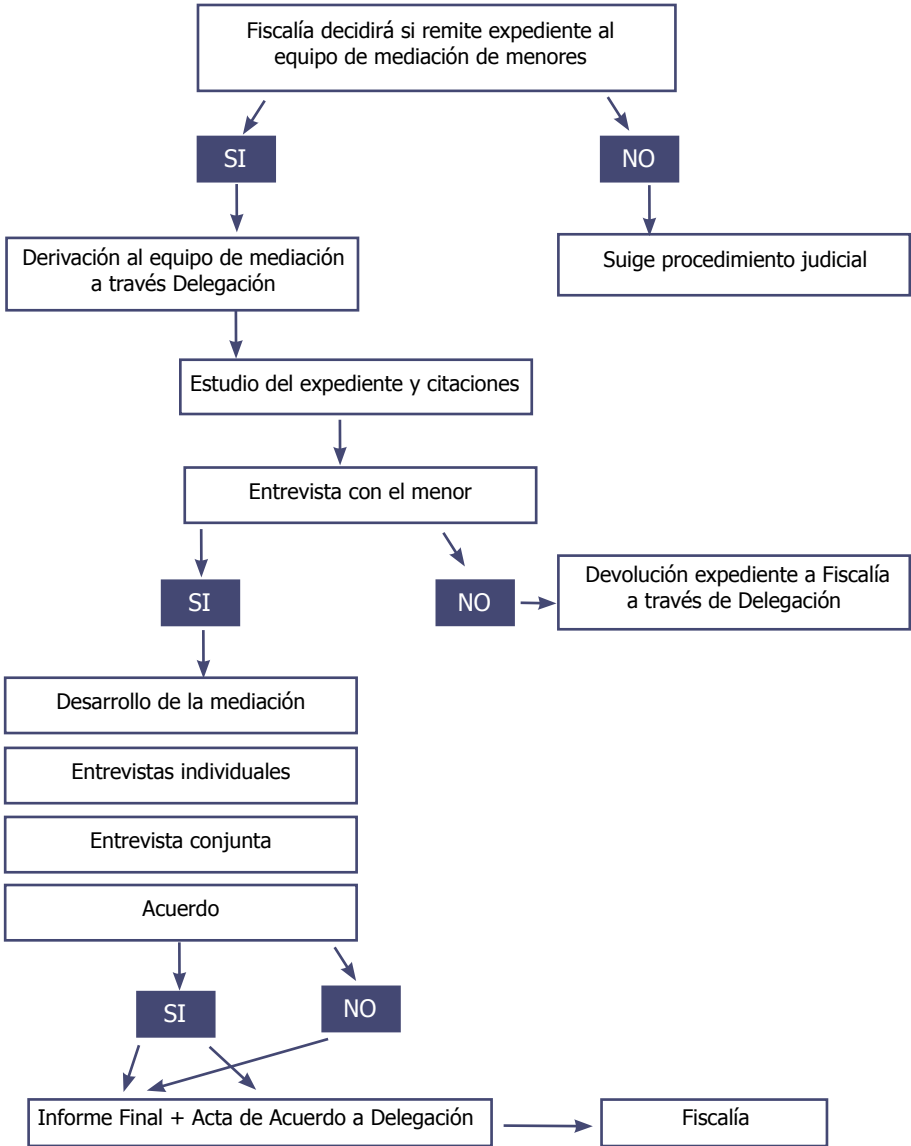 Fiscalía decidirá si remite expediente al
equipo de mediación de menores
SI
NO
Derivación al equipo de mediación
a través Delegación
Suige procedimiento judicial
Estudio del expediente y citaciones
Entrevista con el menor
SI
NO
Devolución expediente a Fiscalía
a través de Delegación
Desarrollo de la mediación
Entrevistas individuales
Entrevista conjunta
Acuerdo
SI
NO
Informe Final + Acta de Acuerdo a Delegación
Fiscalía